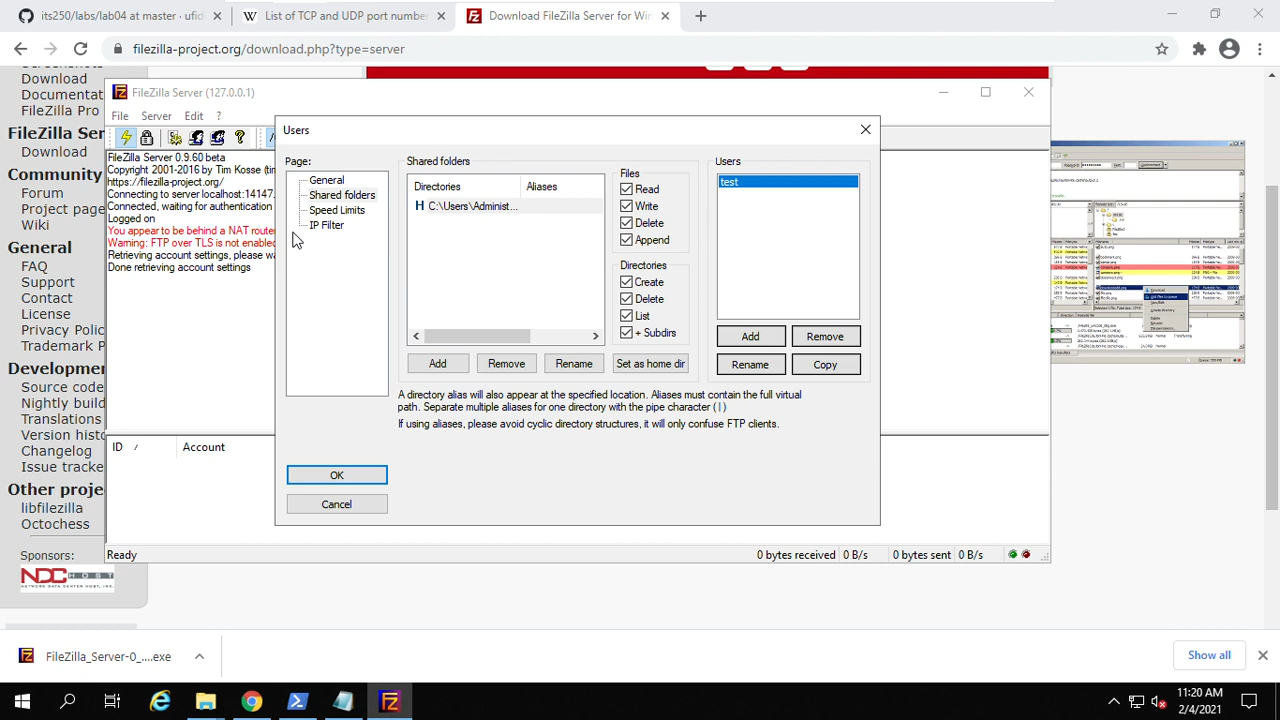 its250/labs/lab04 at master · ufid
List of TCP and UDP port number
Download FileZilla Server for Win
filezilla-project.org/download.php?type=server
Download
Documentat
FileZilla Pro
FileZilla Ser
Download
Community
Forum
Project page
Wiki
General
FAQ
Support
Contact
License
Privacy Polic
Trademark P
Developmen
Source code
Nightly build
Translations
Version histo
Changelog
Issue tracke
Other proje
libfilezilla
Octochess
Sponsors:
NDCHOST
FileZilla Server (127.0.0.1)
File Server Edit ?
FileZilla Server 0.9.60 beta
Copyright 2001-2016 by Tim Kosse (tim
https://filezilla-project.org/
Connecting to server localhost:14147.
Connected, waiting for authentication
Logged on
You appear to be behind a NAT route
Warning: FTP over TLS is not enabled
Retrieving account settings, please wa
Done retrieving account settings
ID / Account
Ready
0 bytes received 0 B/s 0 bytes sent 0 B/s
Users
Page:
General
Shared folders
Speed Limits
IP Filter
OK
Cancel
Shared folders
Directories Aliases
H C:\Users\Administ...
Add Remove Rename Set as home dir
Files
Read
Write
Delete
Append
Directories
Create
Delete
List
+ Subdirs
Users
test
Add Remove
Rename Copy
A directory alias will also appear at the specified location. Aliases must contain the full virtual
path. Separate multiple aliases for one directory with the pipe character (|)
If using aliases, please avoid cyclic directory structures, it will only confuse FTP clients.
FileZilla_Server-0_....exe
Show all
11:20 AM
2/4/2021